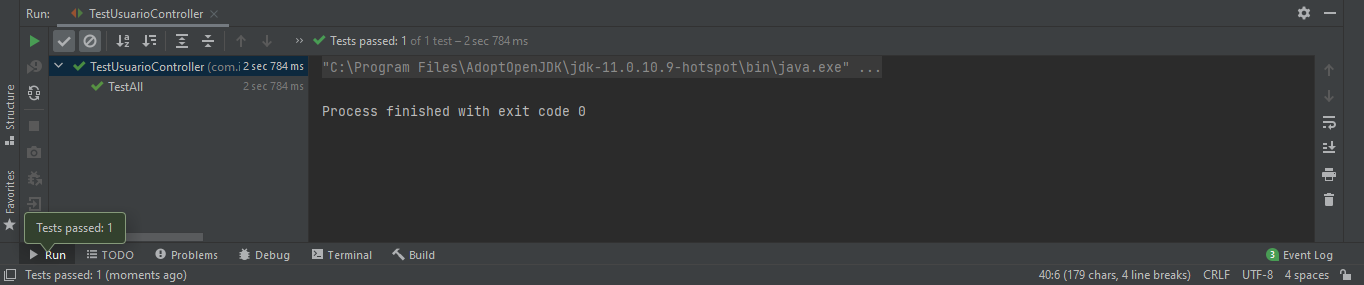 Run: TestUsuarioController
Tests passed: 1 of 1 test – 2 sec 784 ms
TestUsuarioController (com.i 2 sec 784 ms
TestAll 2 sec 784 ms
"C:\Program Files\AdoptOpenJDK\jdk-11.0.10.9-hotspot\bin\java.exe" ...
Process finished with exit code 0
Structure
Favorites
Tests passed: 1
Run TODO Problems Debug Terminal Build 3 Event Log
Tests passed: 1 (moments ago) 40:6 (179 chars, 4 line breaks) CRLF UTF-8 4 spaces